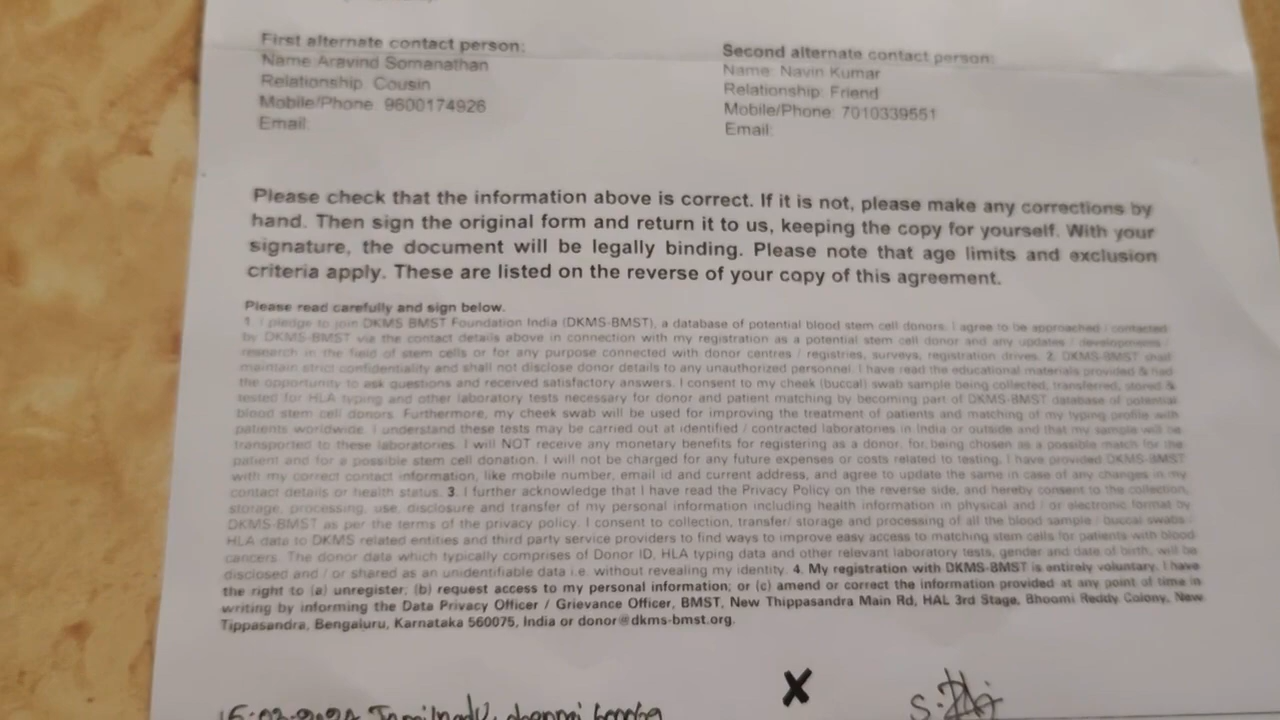 First alternate contact person:
Name: Aravind Somanathan
Relationship: Cousin
Mobile/Phone: 9600174926
Email:
Second alternate contact person:
Name: Navin Kumar
Relationship: Friend
Mobile/Phone: 7010339551
Email:
Please check that the information above is correct. If it is not, please make any corrections by
hand. Then sign the original form and return it to us, keeping the copy for yourself. With your
signature, the document will be legally binding. Please note that age limits and exclusion
criteria apply. These are listed on the reverse of your copy of this agreement.
Please read carefully and sign below.
1. I pledge to join DKMS BMST Foundation India (DKMS-BMST), a database of potential blood stem cell donors. I agree to be approached / contacted
by DKMS-BMST via the contact details above in connection with my registration as a potential stem cell donor and any updates / developments /
research in the field of stem cells or for any purpose connected with donor centres / registries, surveys, registration drives. 2. DKMS-BMST shall
maintain strict confidentiality and shall not disclose donor details to any unauthorized personnel. I have read the educational materials provided & had
the opportunity to ask questions and received satisfactory answers. I consent to my cheek (buccal) swab sample being collected, transferred, stored &
tested for HLA typing and other laboratory tests necessary for donor and patient matching by becoming part of DKMS-BMST database of potential
blood stem cell donors. Furthermore, my cheek swab will be used for improving the treatment of patients and matching of my typing profile with
patients worldwide. I understand these tests may be carried out at identified / contracted laboratories in India or outside and that my sample will be
transported to these laboratories. I will NOT receive any monetary benefits for registering as a donor, for being chosen as a possible match for the
patient and for a possible stem cell donation. I will not be charged for any future expenses or costs related to testing. I have provided DKMS-BMST
with my correct contact information, like mobile number, email id and current address, and agree to update the same in case of any changes in my
contact details or health status. 3. I further acknowledge that I have read the Privacy Policy on the reverse side, and hereby consent to the collection,
storage, processing, use, disclosure and transfer of my personal information including health information in physical and / or electronic format by
DKMS-BMST as per the terms of the privacy policy. I consent to collection, transfer/ storage and processing of all the blood sample / buccal swabs /
HLA data to DKMS related entities and third party service providers to find ways to improve easy access to matching stem cells for patients with blood
cancers. The donor data which typically comprises of Donor ID, HLA typing data and other relevant laboratory tests, gender and date of birth, will be
disclosed and / or shared as an unidentifiable data i.e. without revealing my identity. 4. My registration with DKMS-BMST is entirely voluntary. I have
the right to (a) unregister; (b) request access to my personal information; or (c) amend or correct the information provided at any point of time in
writing by informing the Data Privacy Officer / Grievance Officer, BMST, New Thippasandra Main Rd, HAL 3rd Stage, Bhoomi Reddy Colony, New
Tippasandra, Bengaluru, Karnataka 560075, India or donor@dkms-bmst.org.
Tamilnadu, chennai X